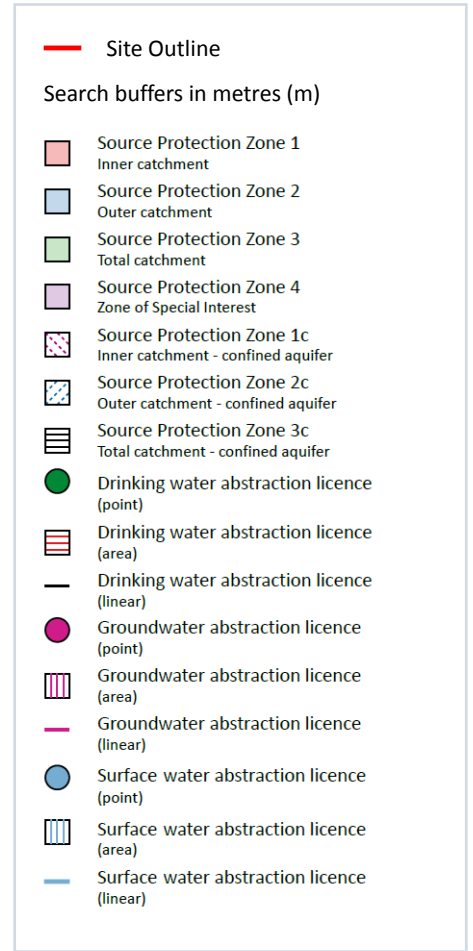 Site Outline
Search buffers in metres (m)
Source Protection Zone 1
Inner catchment
Source Protection Zone 2
Outer catchment
Source Protection Zone 3
Total catchment
Source Protection Zone 4
Zone of Special Interest
Source Protection Zone 1c
Inner catchment - confined aquifer
Source Protection Zone 2c
Outer catchment - confined aquifer
Source Protection Zone 3c
Total catchment - confined aquifer
Drinking water abstraction licence
(point)
Drinking water abstraction licence
(area)
Drinking water abstraction licence
(linear)
Groundwater abstraction licence
(point)
Groundwater abstraction licence
(area)
Groundwater abstraction licence
(linear)
Surface water abstraction licence
(point)
Surface water abstraction licence
(area)
Surface water abstraction licence
(linear)